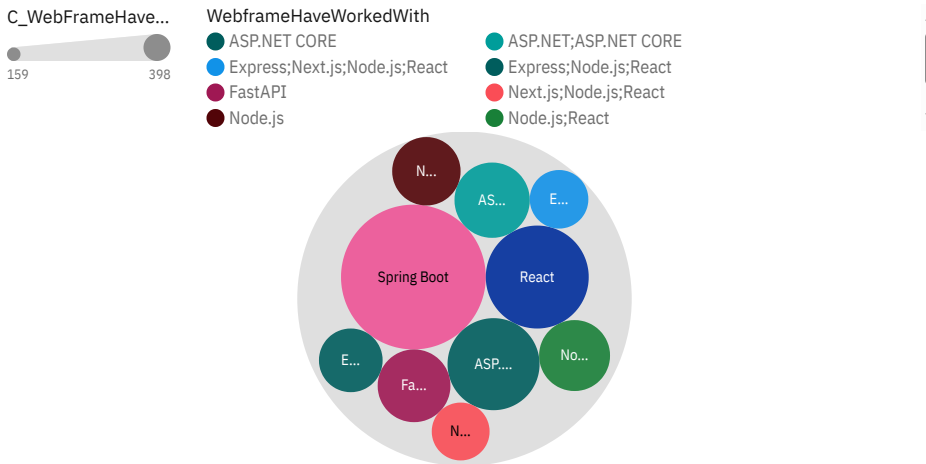 C_WebFrameHave...
159
398
WebframeHaveWorkedWith
ASP.NET CORE
ASP.NET;ASP.NET CORE
Express;Next.js;Node.js;React
Express;Node.js;React
FastAPI
Next.js;Node.js;React
Node.js
Node.js;React
N...
AS...
E...
Spring Boot
React
E...
Fa...
ASP....
No...
N...